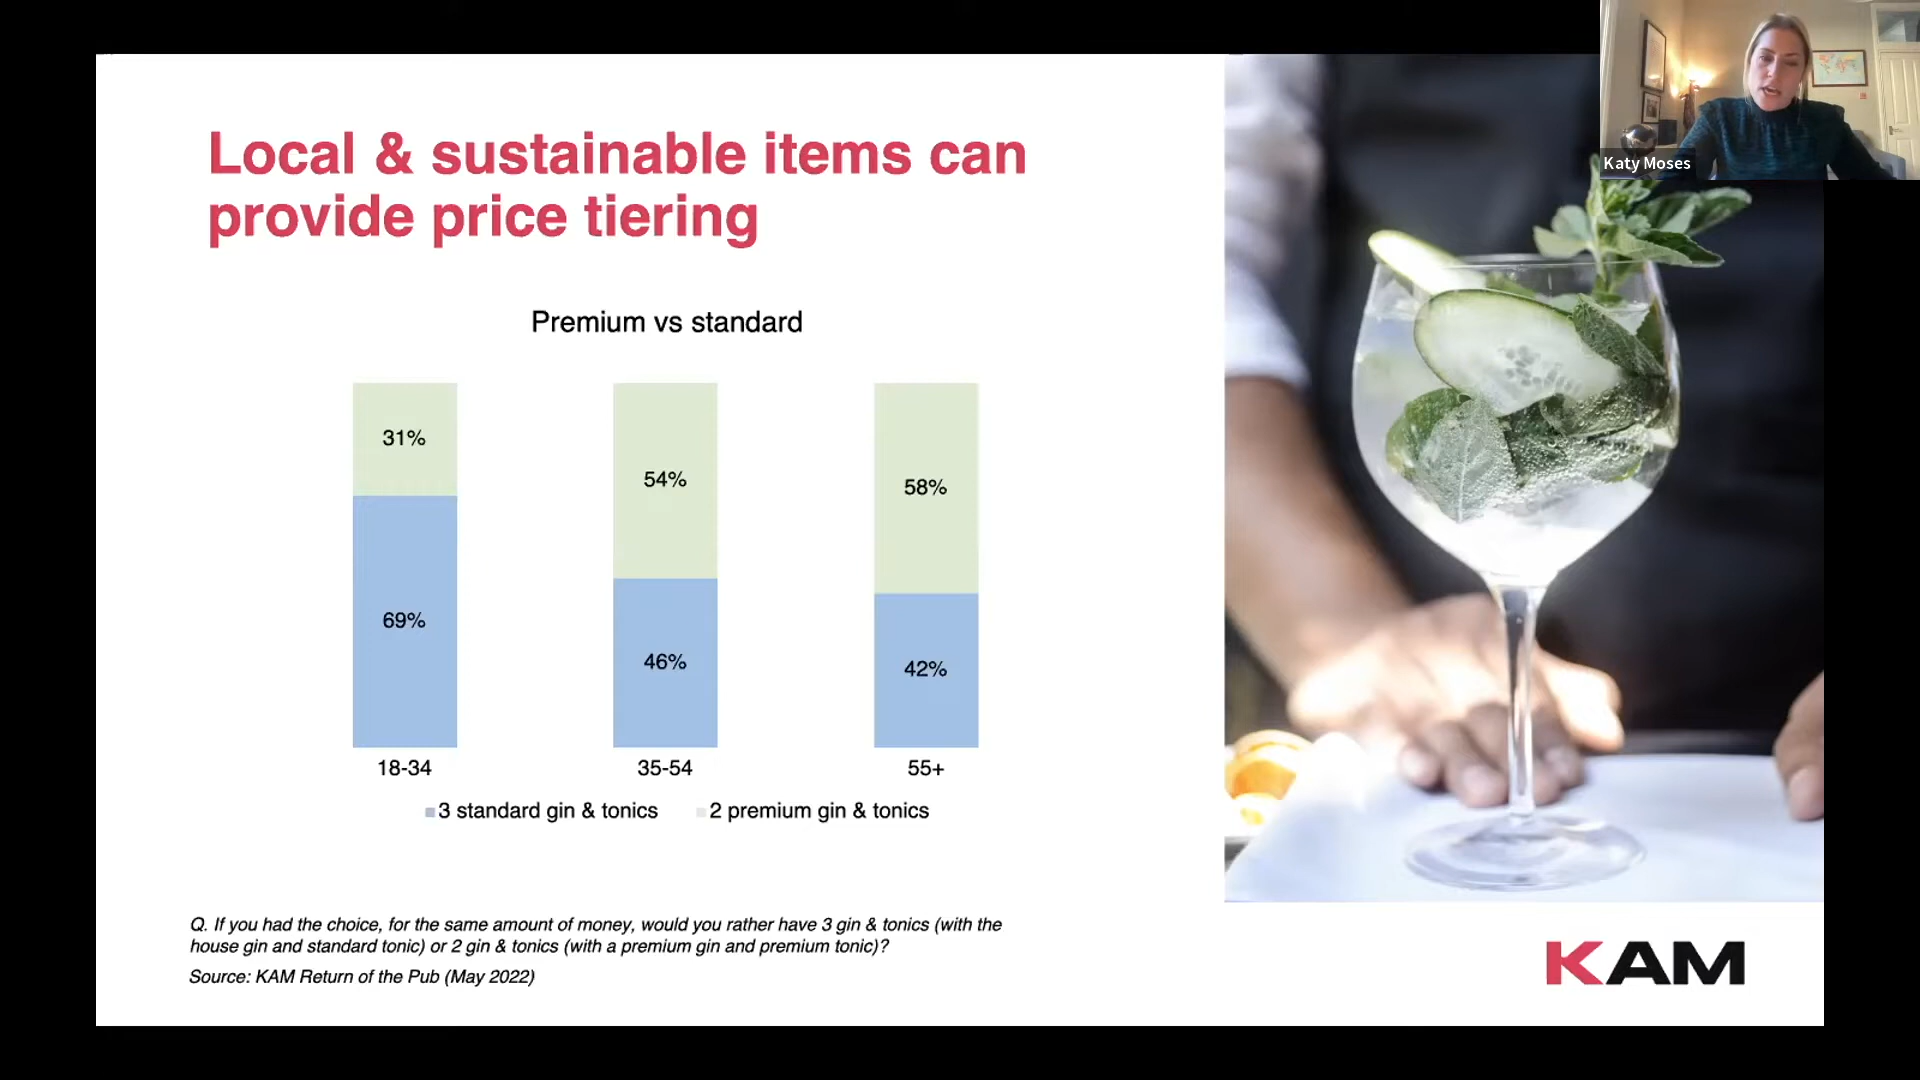 Katy Moses
Local & sustainable items can
provide price tiering
Premium vs standard
31%
54%
58%
69%
46%
42%
18-34
35-54
55+
3 standard gin & tonics
2 premium gin & tonics
Q. If you had the choice, for the same amount of money, would you rather have 3 gin & tonics (with the
house gin and standard tonic) or 2 gin & tonics (with a premium gin and premium tonic)?
Source: KAM Return of the Pub (May 2022)
KAM